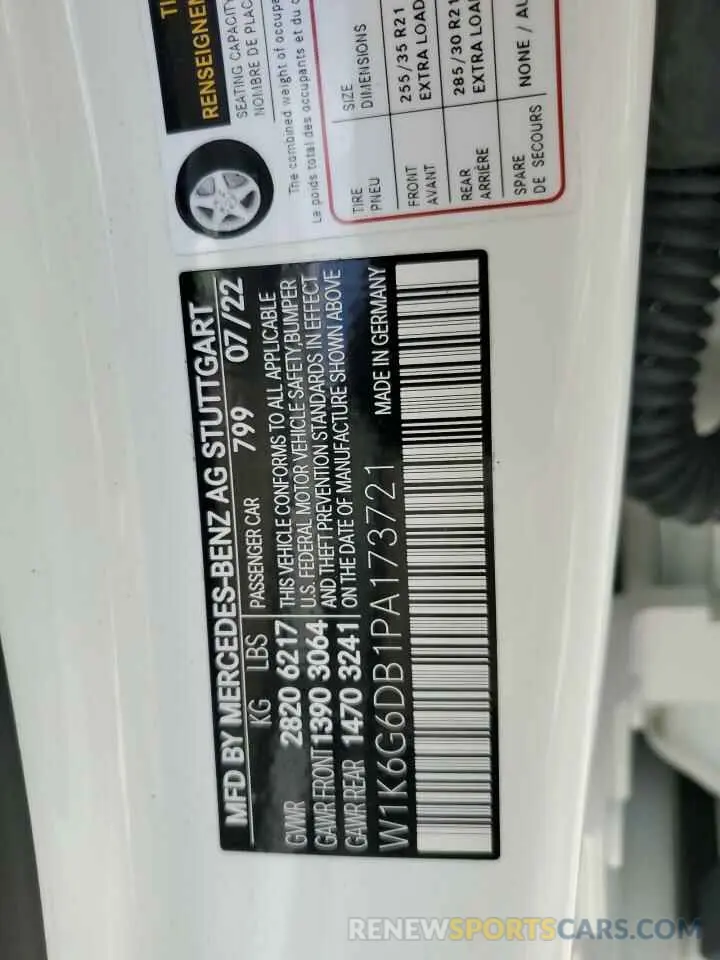 MFD BY MERCEDES-BENZ AG STUTTGART
KG LBS PASSENGER CAR 799 07/22
GVWR 2820 6217 THIS VEHICLE CONFORMS TO ALL APPLICABLE
U.S. FEDERAL MOTOR VEHICLE SAFETY, BUMPER
GAWR FRONT 1390 3064 AND THEFT PREVENTION STANDARDS IN EFFECT
GAWR REAR 1470 3241 ON THE DATE OF MANUFACTURE SHOWN ABOVE
W1K6G6DB1PA173721 MADE IN GERMANY
RENSEIGNEM
SEATING CAPACITY
NOMBRE DE PLAC
The combined weight of occupa
Le poids total des occupants et du c
TIRE SIZE
PNEU DIMENSIONS
FRONT 255/35 R21
AVANT EXTRA LOAD
REAR 285/30 R21
ARRIÈRE EXTRA LOA
SPARE NONE / AU
DE SECOURS
RENEWSPORTSCARS.COM